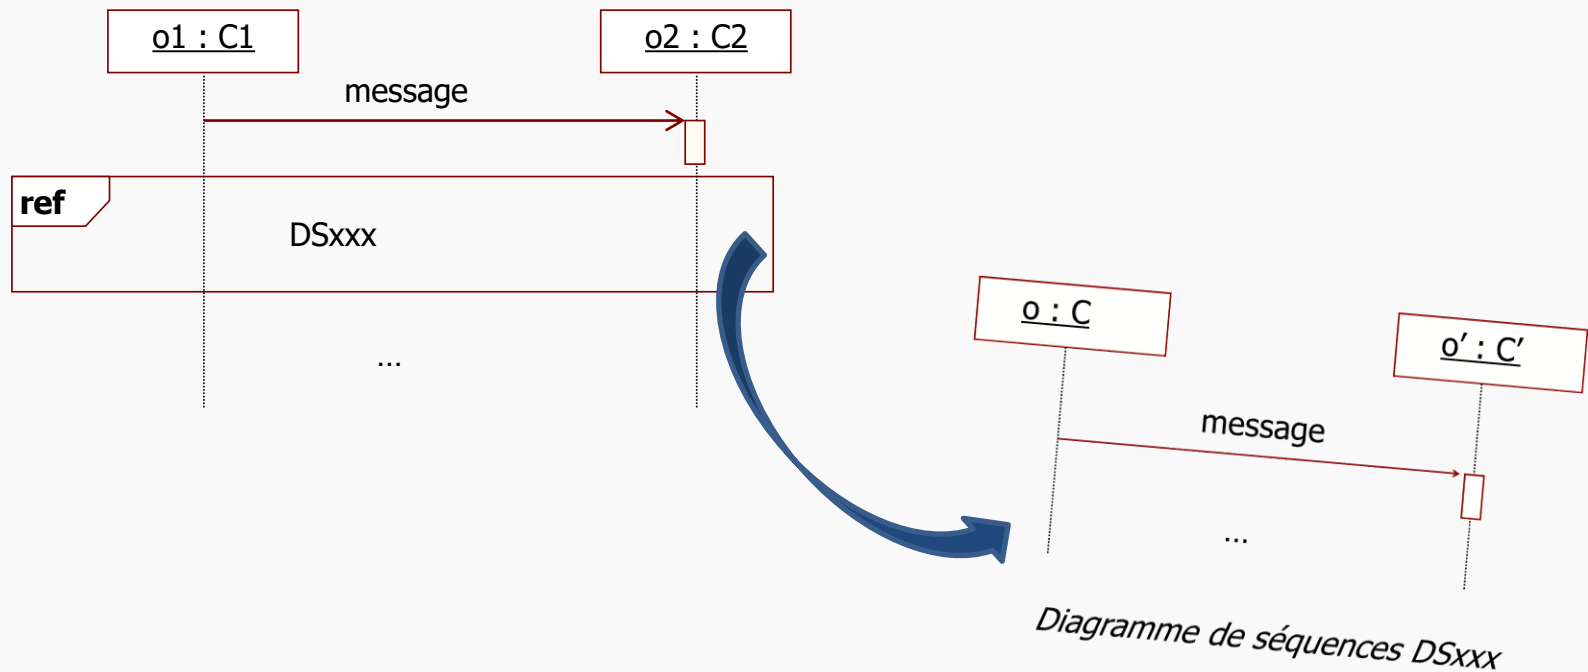 o1 : C1
o2 : C2
message
ref
DSxxx
...
o : C
o’ : C’
message
...
Diagramme de séquences DSxxx